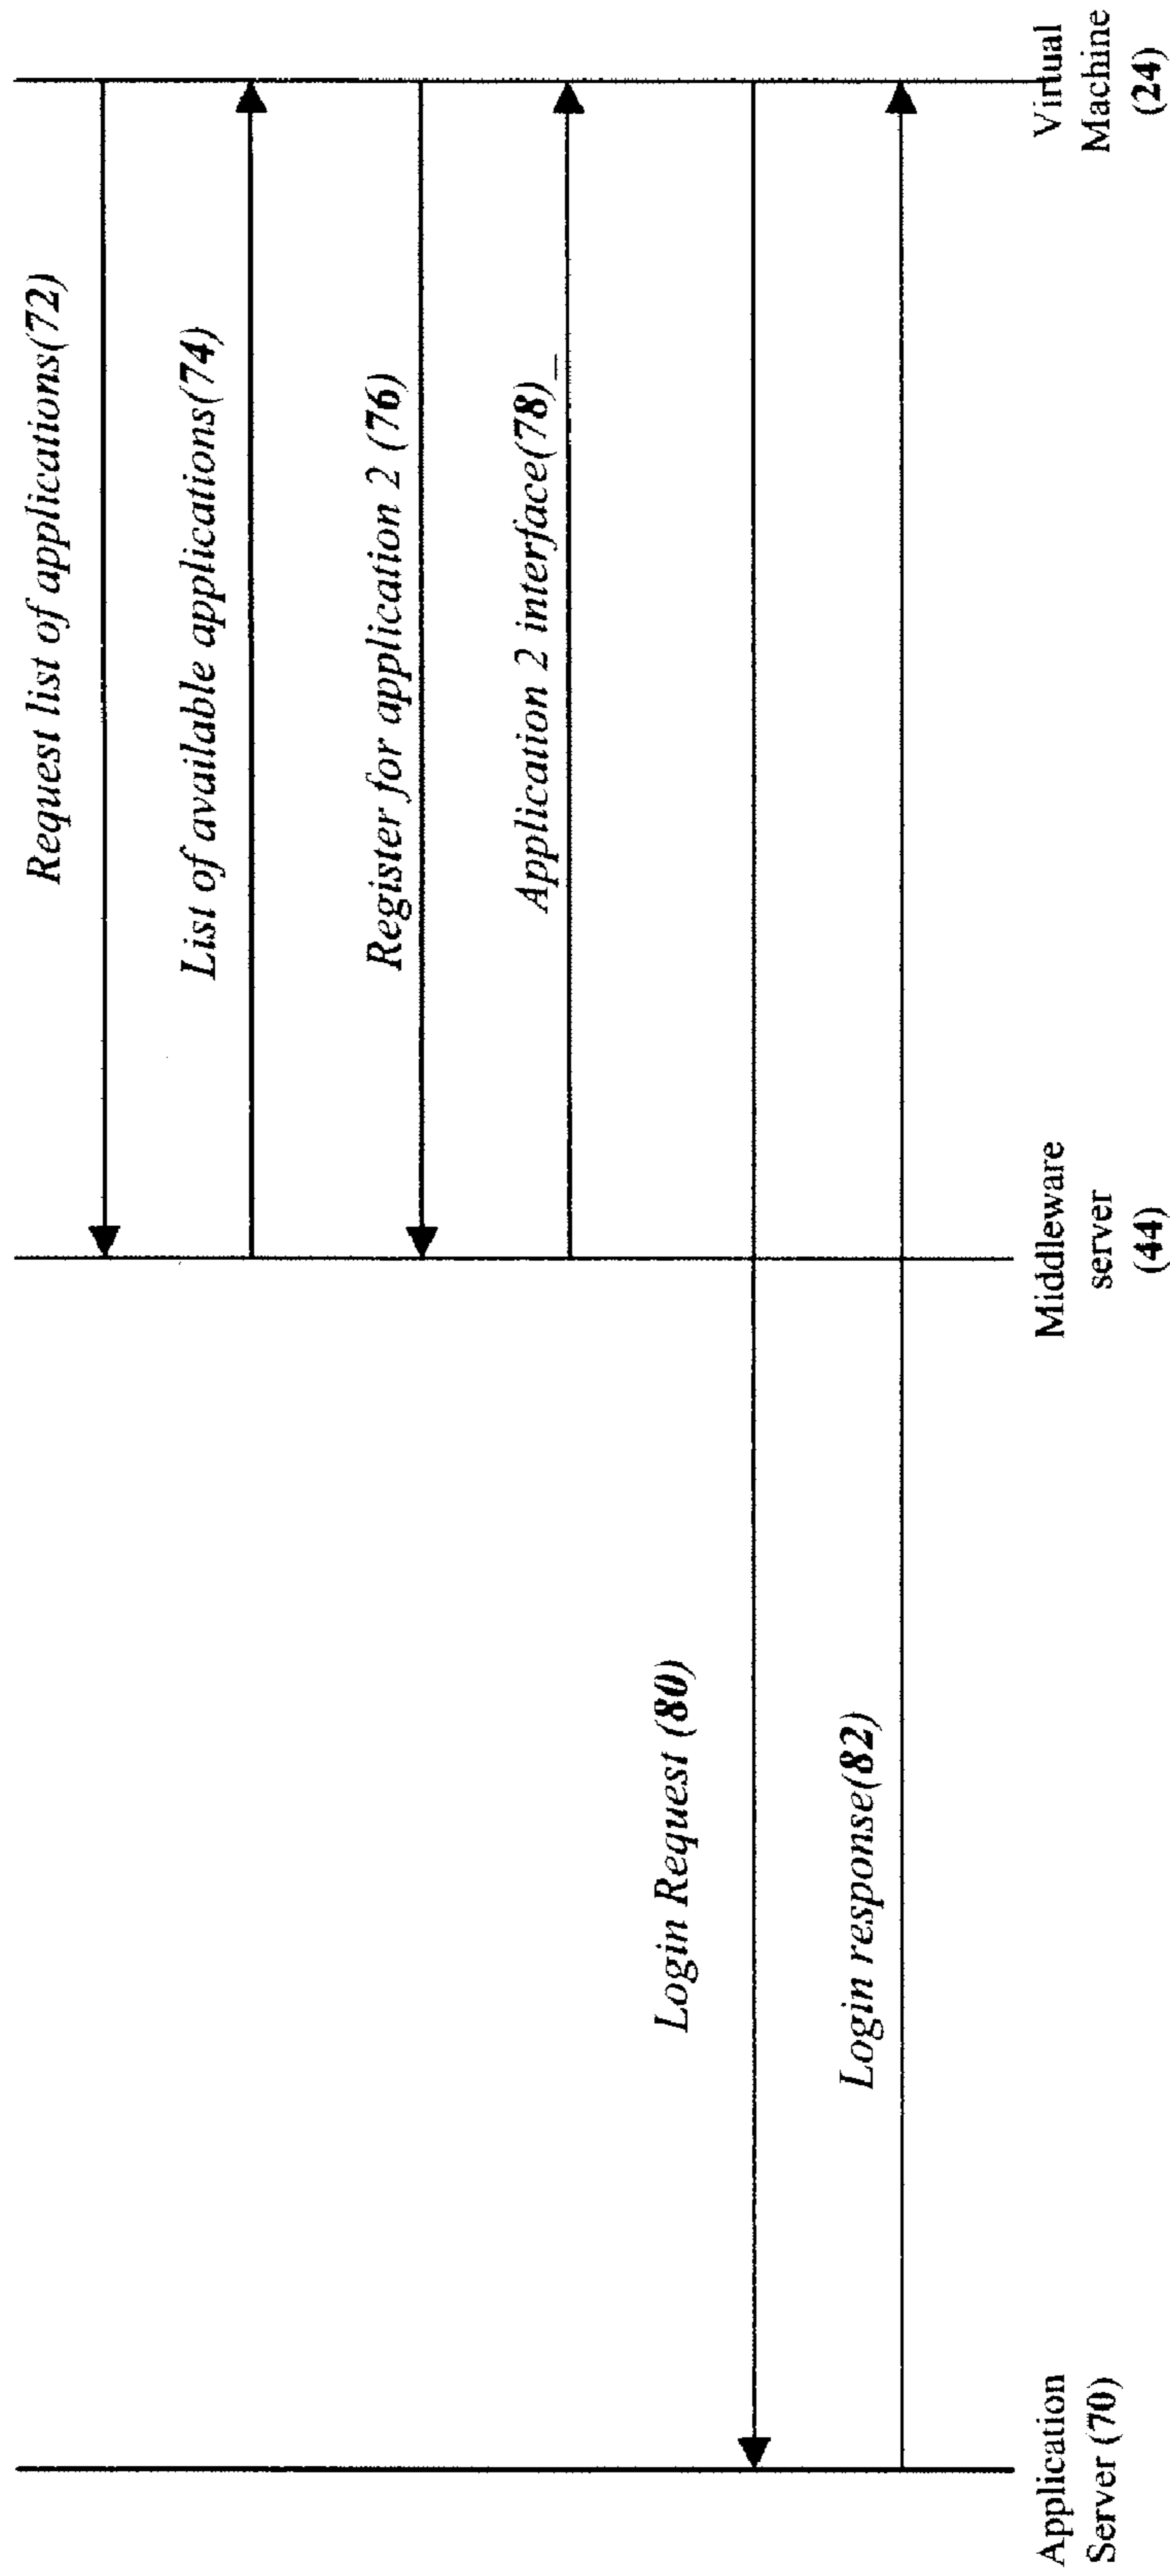 Request list of applications(72)
List of available applications(74)
Register for application 2 (76)
Application 2 interface(78)_
Login Request (80)
Login response(82)
Application
Server (70)
Middleware
server
(44)
Virtual
Machine
(24)